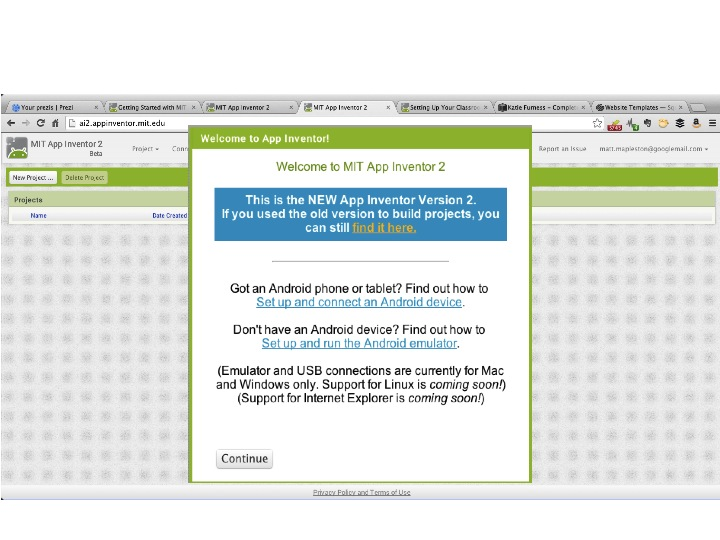 Your prezis | Prezi
Getting Started with MIT
MIT App Inventor 2
MIT App Inventor 2
Setting Up Your Classroo
Katie Furness – Complet
Website Templates — Sq
ai2.appinventor.mit.edu
MIT App Inventor 2
Beta
Project
Conn
Report an Issue
matt.mapleston@googlemail.com
New Project ...
Delete Project
Projects
Name
Date Created
Welcome to App Inventor!
Welcome to MIT App Inventor 2
This is the NEW App Inventor Version 2.
If you used the old version to build projects, you
can still find it here.
Got an Android phone or tablet? Find out how to
Set up and connect an Android device.
Don't have an Android device? Find out how to
Set up and run the Android emulator.
(Emulator and USB connections are currently for Mac
and Windows only. Support for Linux is coming soon!)
(Support for Internet Explorer is coming soon!)
Continue
Privacy Policy and Terms of Use